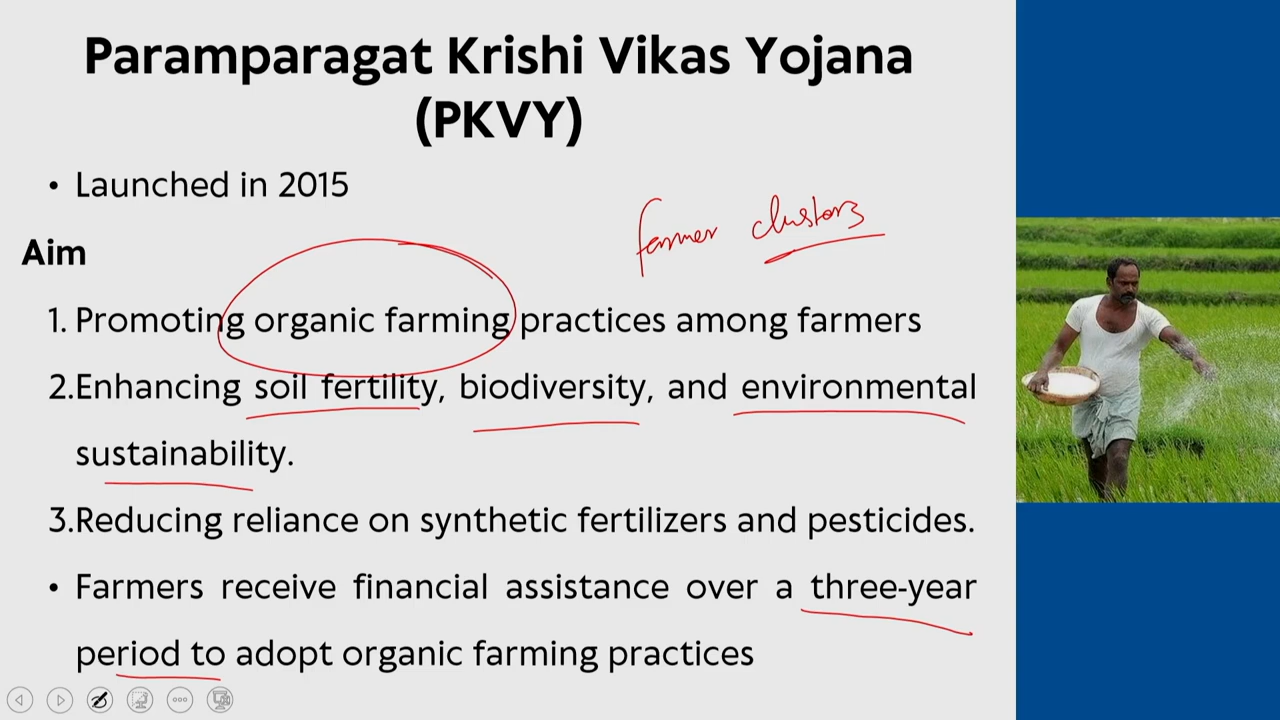 Paramparagat Krishi Vikas Yojana
(PKVY)
• Launched in 2015
farmer clusters
Aim
1. Promoting organic farming practices among farmers
2.Enhancing soil fertility, biodiversity, and environmental
sustainability.
3.Reducing reliance on synthetic fertilizers and pesticides.
• Farmers receive financial assistance over a three-year
period to adopt organic farming practices